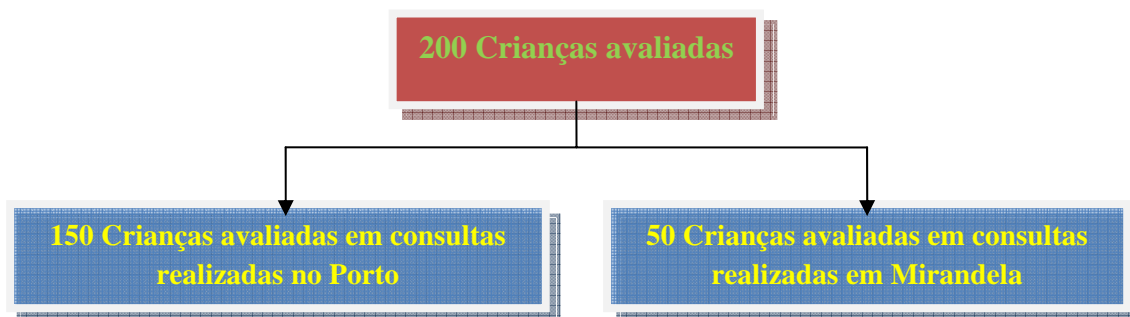 200 Crianças avaliadas
150 Crianças avaliadas em consultas
realizadas no Porto
50 Crianças avaliadas em consultas
realizadas em Mirandela